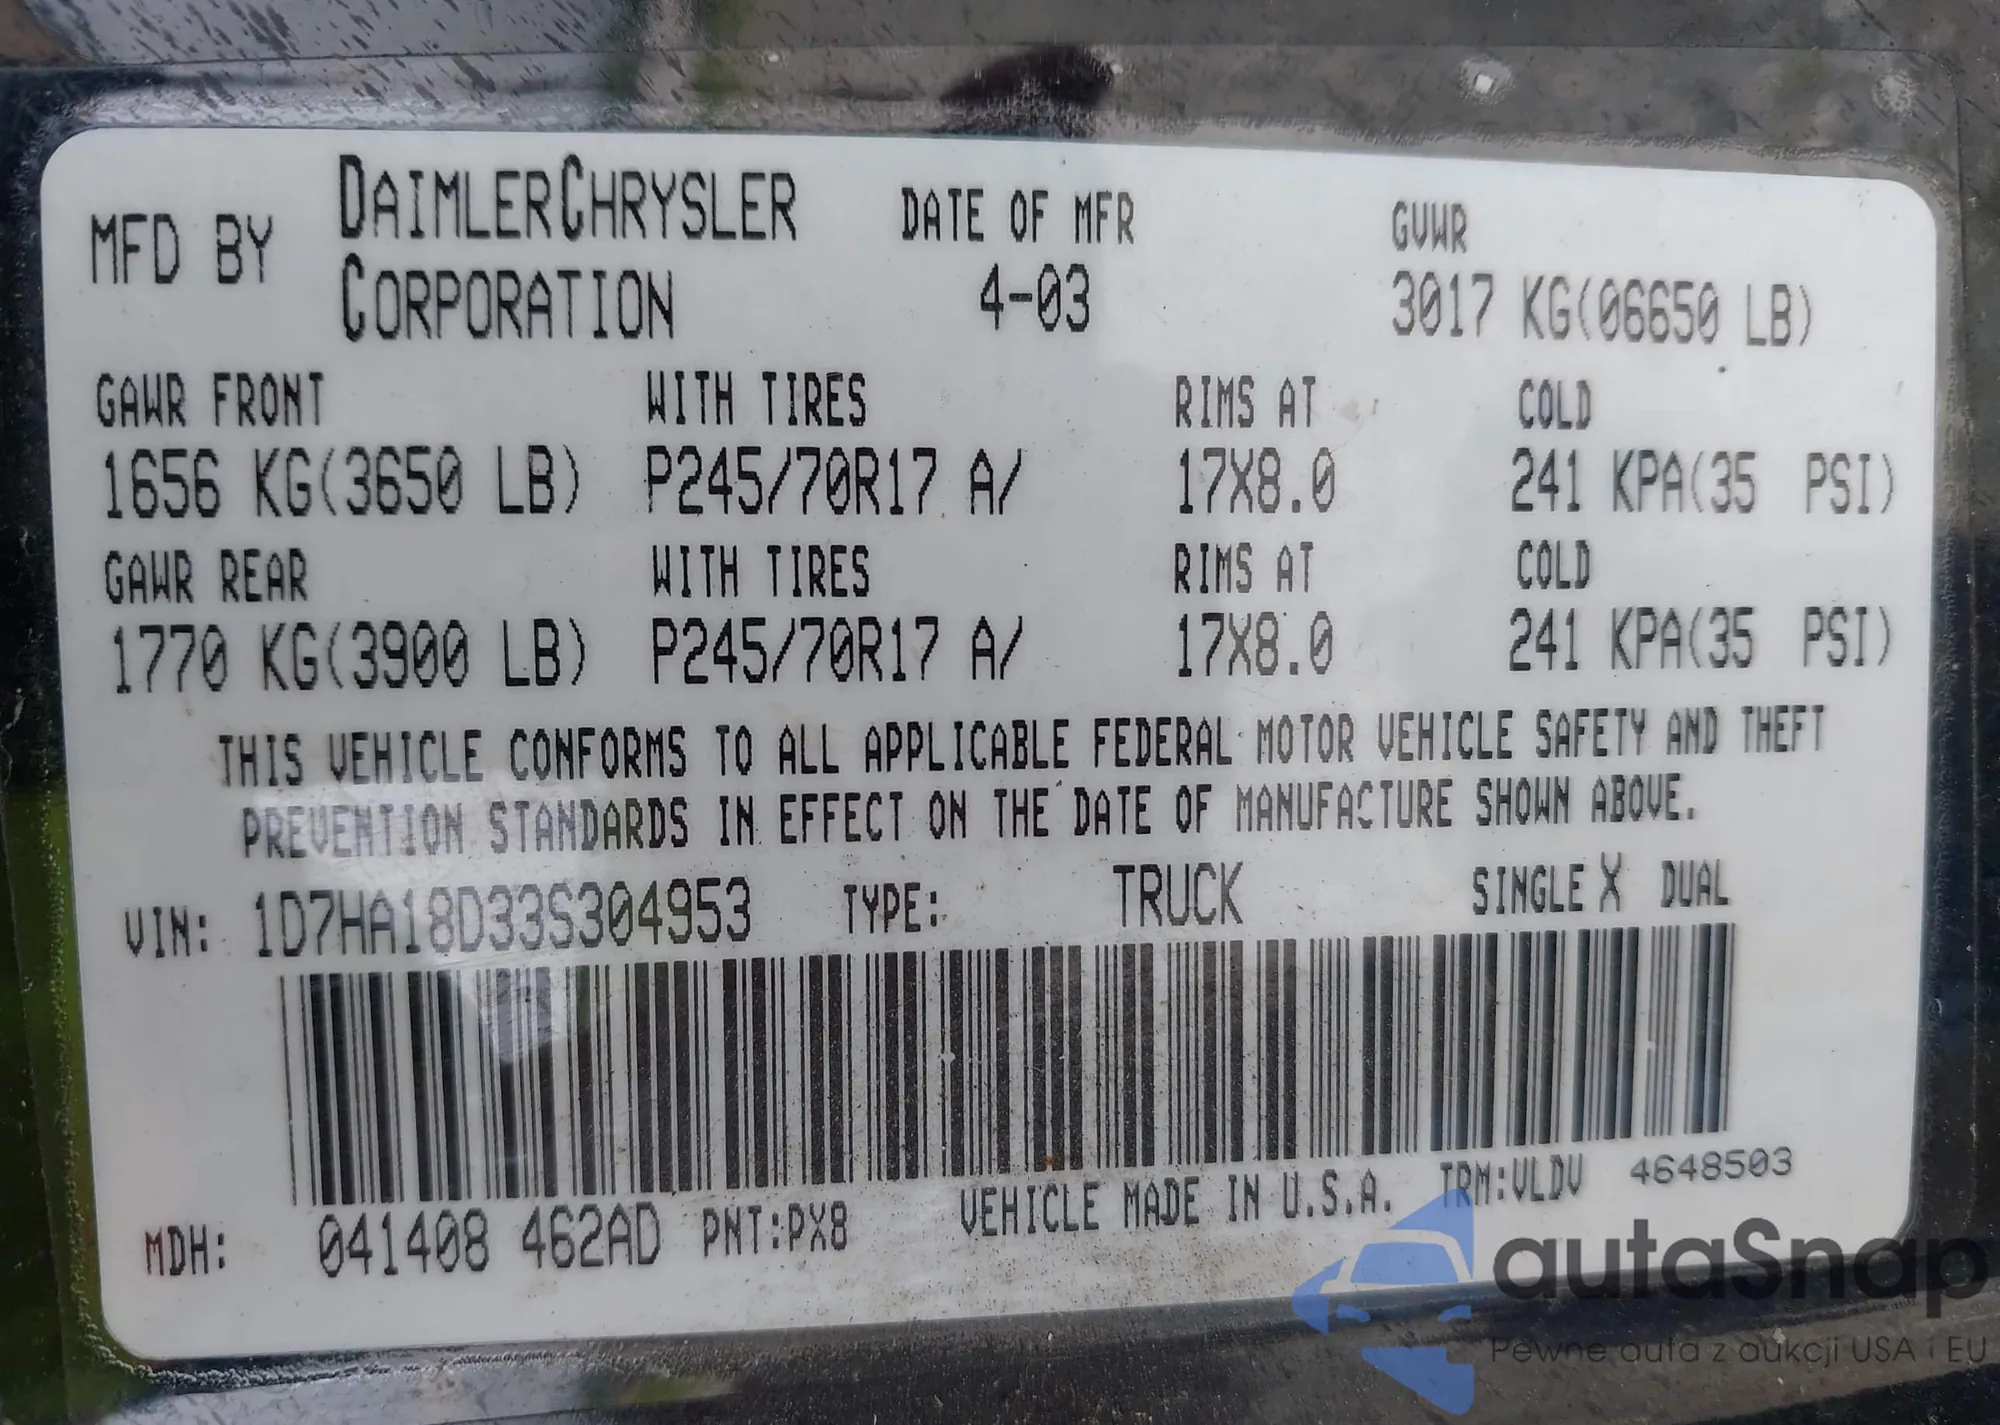 MFD BY DAIMLERCHRYSLER CORPORATION DATE OF MFR 4-03 GVWR 3017 KG(06650 LB)
GAWR FRONT WITH TIRES RIMS AT COLD
1656 KG(3650 LB) P245/70R17 A/ 17X8.0 241 KPA(35 PSI)
GAWR REAR WITH TIRES RIMS AT COLD
1770 KG(3900 LB) P245/70R17 A/ 17X8.0 241 KPA(35 PSI)
THIS VEHICLE CONFORMS TO ALL APPLICABLE FEDERAL MOTOR VEHICLE SAFETY AND THEFT
PREVENTION STANDARDS IN EFFECT ON THE DATE OF MANUFACTURE SHOWN ABOVE.
VIN: 1D7HA18D33S304953 TYPE: TRUCK SINGLE X DUAL
MDH: 041408 462AD PNT:PX8 VEHICLE MADE IN U.S.A. TRM:VLDV 4648503
autaSnap
Pewne auta z aukcji USA i EU